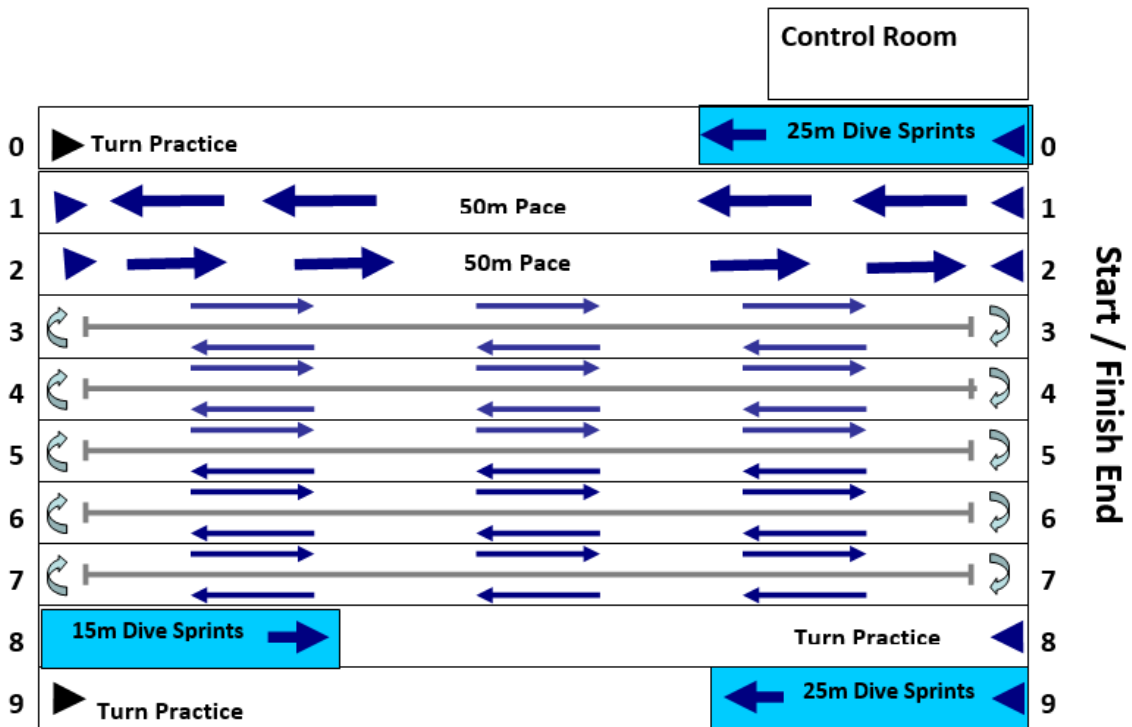 Control Room
0 Turn Practice 25m Dive Sprints 0
1 50m Pace 1
2 50m Pace 2
3 3
4 4
5 5
6 6
7 7
8 15m Dive Sprints Turn Practice 8
9 Turn Practice 25m Dive Sprints 9
Start / Finish End